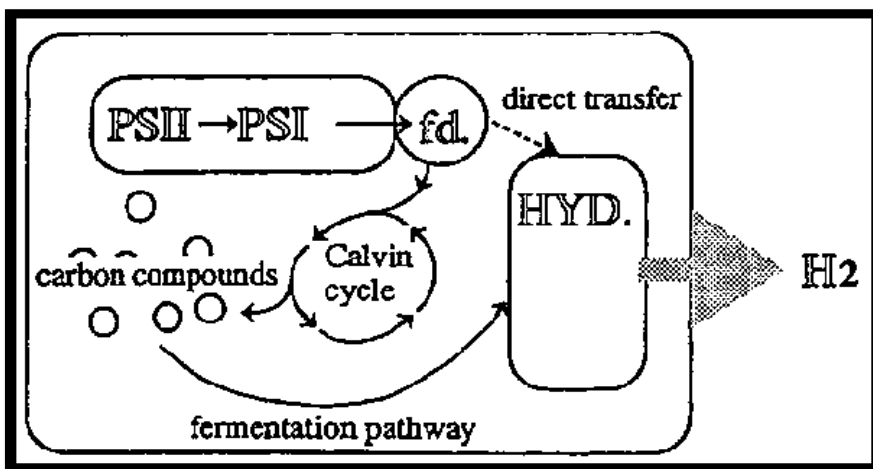 PSII PSI fd.
direct transfer
HYD.
Calvin
cycle
carbon compounds
H2
fermentation pathway